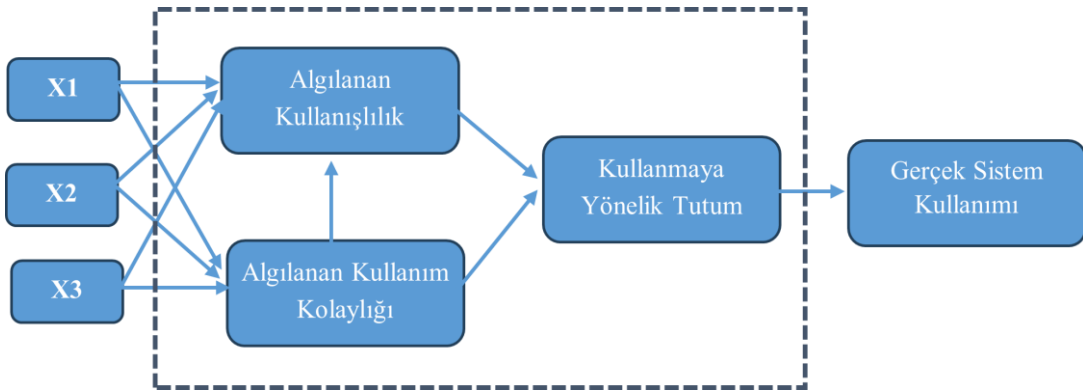 X1
X2
X3
Algılanan
Kullanışlılık
Algılanan Kullanım
Kolaylığı
Kullanmaya
Yönelik Tutum
Gerçek Sistem
Kullanımı